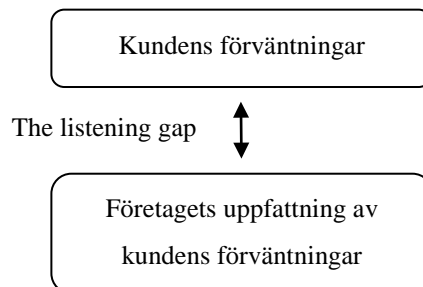 Kundens förväntningar
The listening gap
Företagets uppfattning av
kundens förväntningar